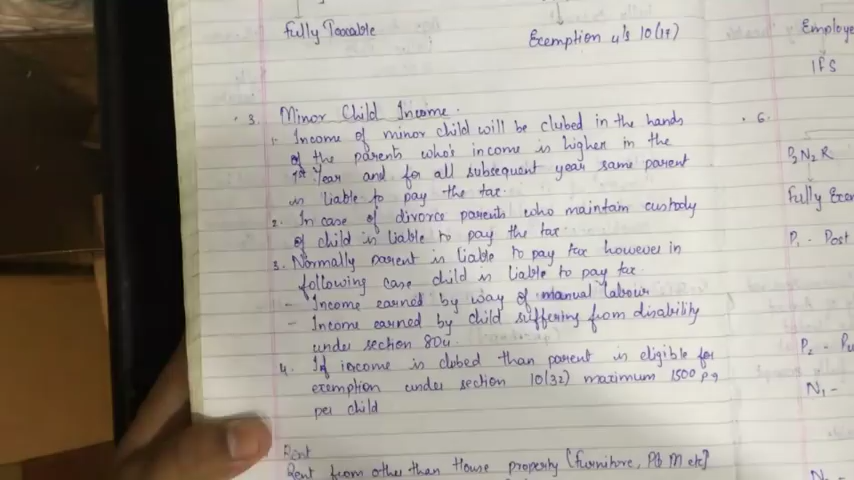 fully Taxable
Exemption u/s 10(17)
3. Minor Child Income.
1. Income of minor child will be clubed in the hands
of the parents who's income is higher in the
1st Year and for all subsequent year same parent
is liable to pay the tax.
2. In case of divorce parents who maintain custody
of child is liable to pay the tax.
3. Normally parent is liable to pay tax however in
following case child is liable to pay tax.
- Income earned by way of manual labour
- Income earned by child suffering from disability
under section 80u.
4. If income is clubed than parent is eligible for
exemption under section 10(32) maximum 1500 p.a
per child
Rent
Rent from other than House property [furniture, P& M etc]
Employe
IFS
6.
fully Exem
P1 - Post
P2 - Pu
N1 -